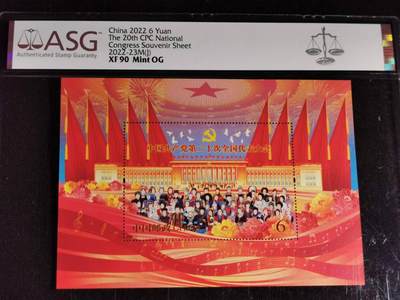 ASG
Authenticated Stamp Guaranty
China 2022 6 Yuan
The 20th CPC National
Congress Souvenir Sheet
2022-23M(J)
XF 90 Mint OG
中国共产党第二十次全国代表大会
中国邮政
6